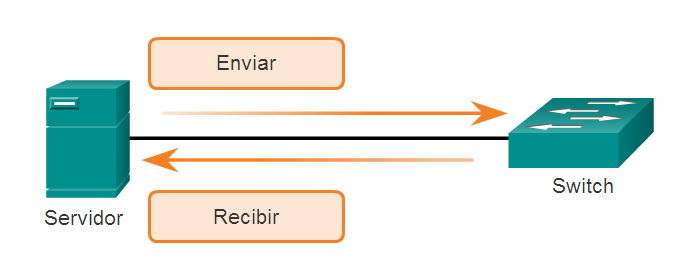 Enviar
Switch
Servidor
Recibir